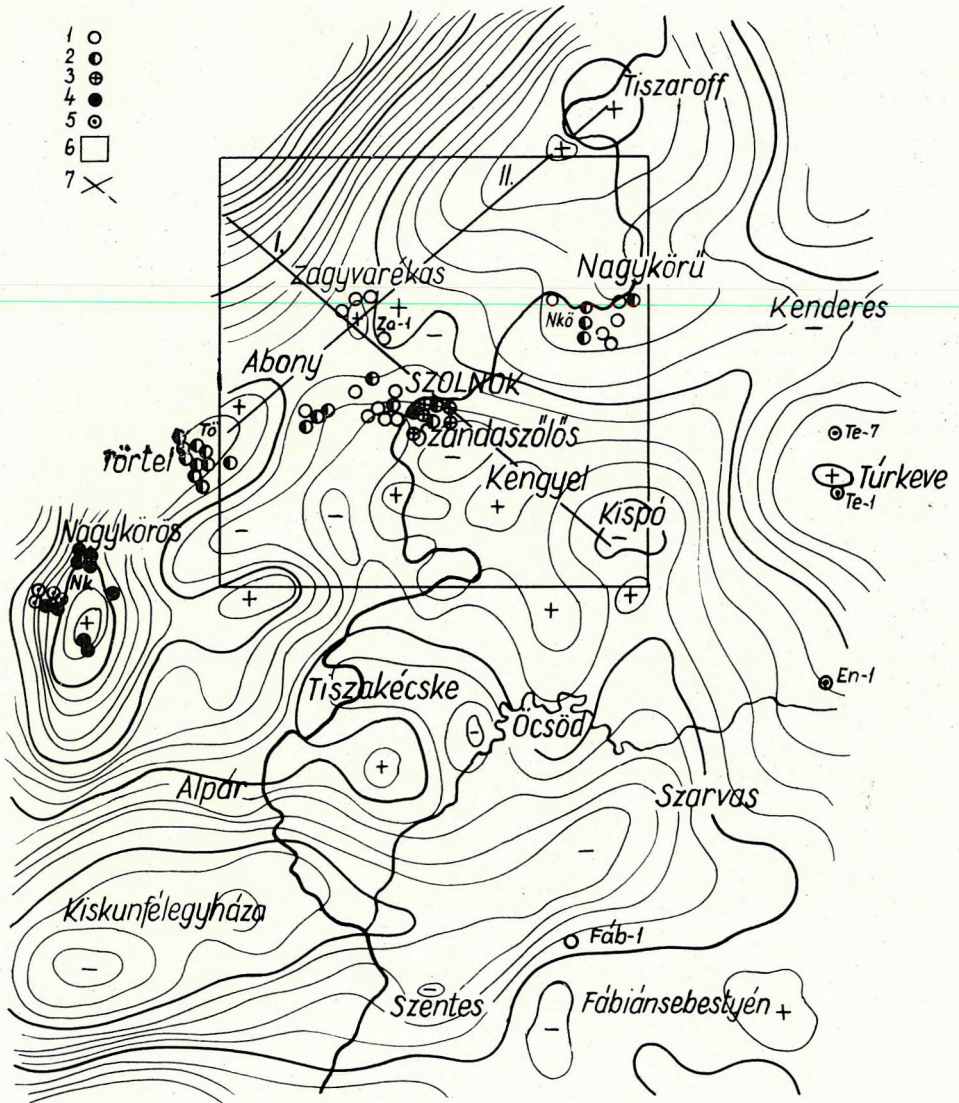 1
2
3
4
5
6
7
Tiszaroff
II.
I.
Zagyvarékas
Za-1
Nagykörű
Nkö
Kenderes
Abony
SZOLNOK
Szandaszőlős
Tö
Törtel
Te-7
Túrkeve
Te-1
Kengyel
Kispó
Nagykőrös
Nk
En-1
Tiszakécske
Öcsöd
Alpár
Szarvas
Kiskunfélegyháza
Fáb-1
Szentes
Fábiánsebestyén